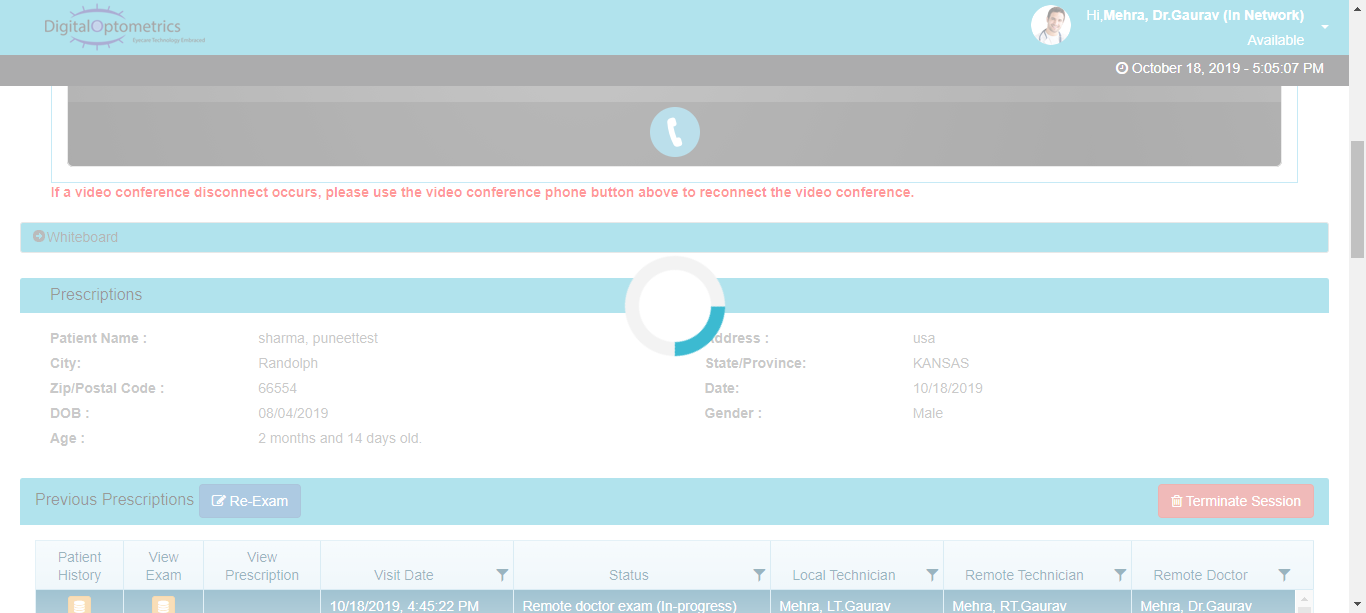 DigitalOptometrics
Eyecare Technology Embraced
Hi,Mehra, Dr.Gaurav (In Network)
Available
October 18, 2019 - 5:05:07 PM
If a video conference disconnect occurs, please use the video conference phone button above to reconnect the video conference.
Whiteboard
Prescriptions
Patient Name : sharma, puneettest ddress : usa
City: Randolph State/Province: KANSAS
Zip/Postal Code : 66554 Date: 10/18/2019
DOB : 08/04/2019 Gender : Male
Age : 2 months and 14 days old.
Previous Prescriptions Re-Exam Terminate Session
Patient View View
History Exam Prescription Visit Date Status Local Technician Remote Technician Remote Doctor
10/18/2019, 4:45:22 PM Remote doctor exam (In-progress) Mehra, LT.Gaurav Mehra, RT.Gaurav Mehra, Dr.Gaurav